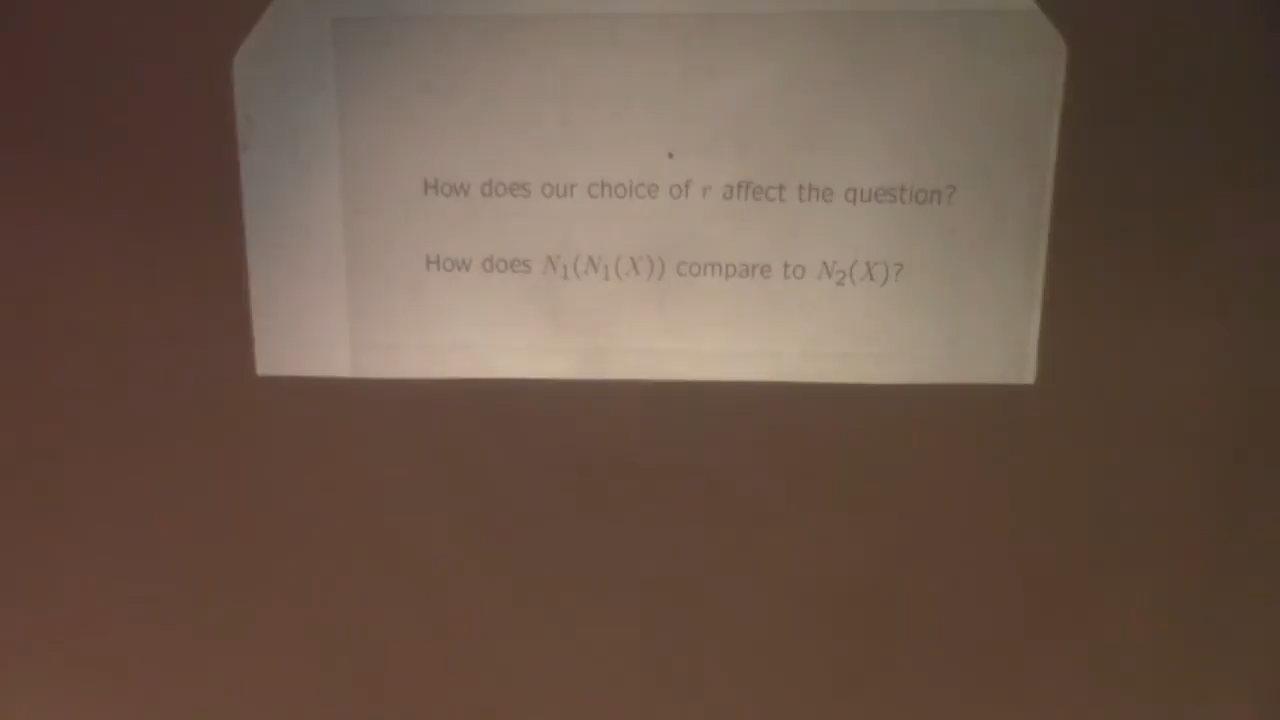 How does our choice of r affect the question?
How does N₁(N₁(X)) compare to N₂(X)?